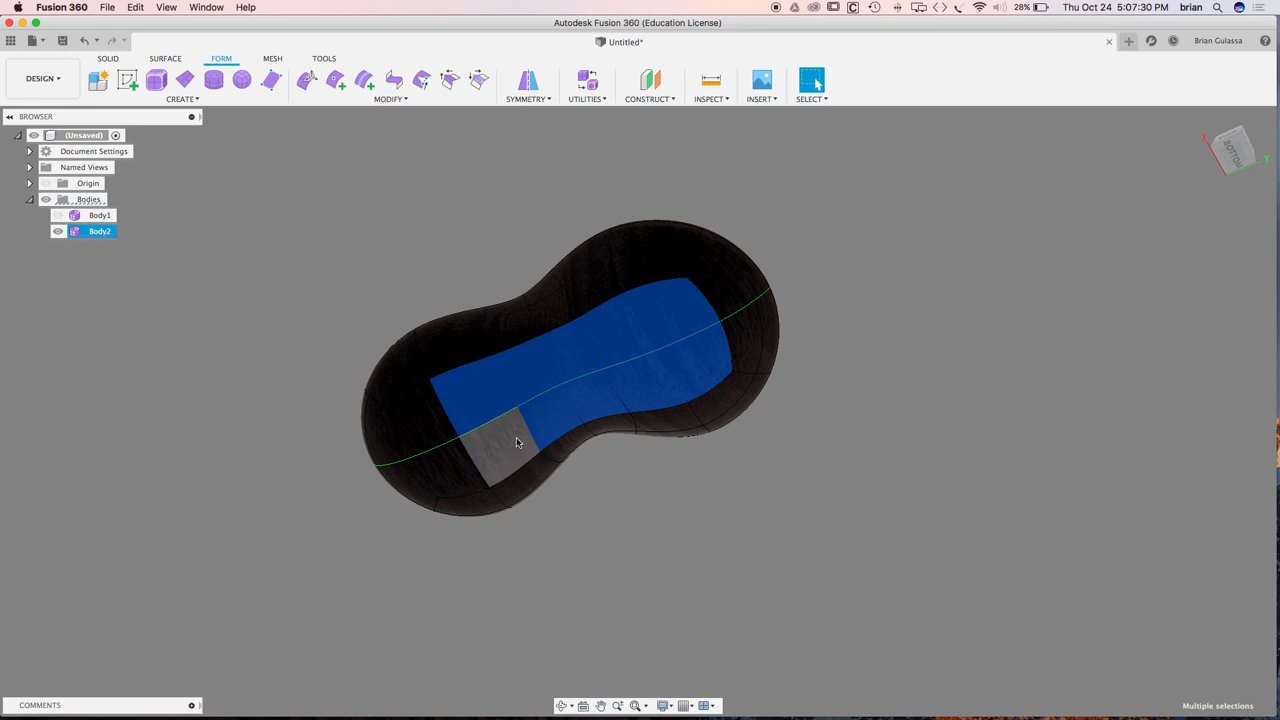 Fusion 360 File Edit View Window Help 28% Thu Oct 24 5:07:30 PM brian
Autodesk Fusion 360 (Education License)
Untitled*
Brian Gulassa
SOLID SURFACE FORM MESH TOOLS
DESIGN
CREATE MODIFY SYMMETRY UTILITIES CONSTRUCT INSPECT INSERT SELECT
BROWSER
(Unsaved)
Document Settings
Named Views
Origin
Bodies
Body1
Body2
X
BOTTOM
Y
COMMENTS
Multiple selections